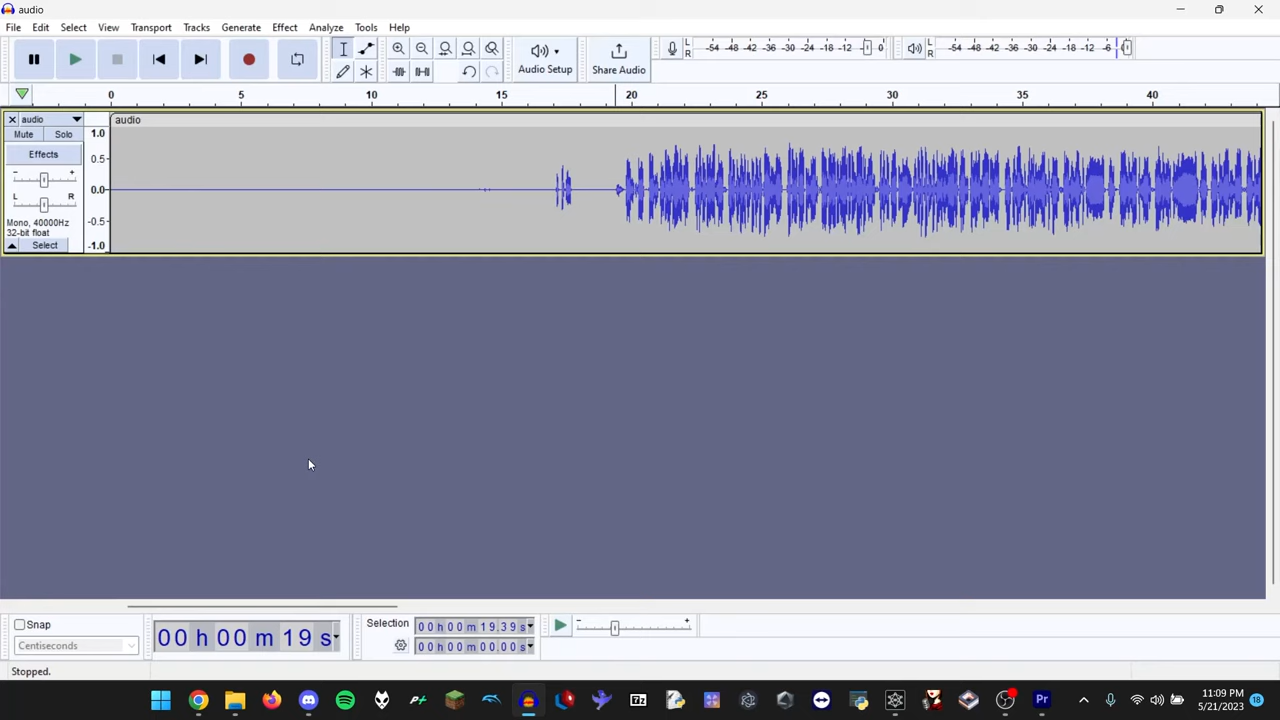 audio
File Edit Select View Transport Tracks Generate Effect Analyze Tools Help
L R -54 -48 -42 -36 -30 -24 -18 -12 0
L R -54 -48 -42 -36 -30 -24 -18 -12 -6
Audio Setup
Share Audio
0 5 10 15 20 25 30 35 40
audio
audio
Mute Solo
Effects
- +
L R
Mono, 40000Hz
32-bit float
Select
1.0
0.5
0.0
-0.5
-1.0
Snap
Centiseconds
00 h 00 m 19 s
Selection
00 h 00 m 19.39 s
00 h 00 m 00.00 s
- +
Stopped.
11:09 PM
5/21/2023
18